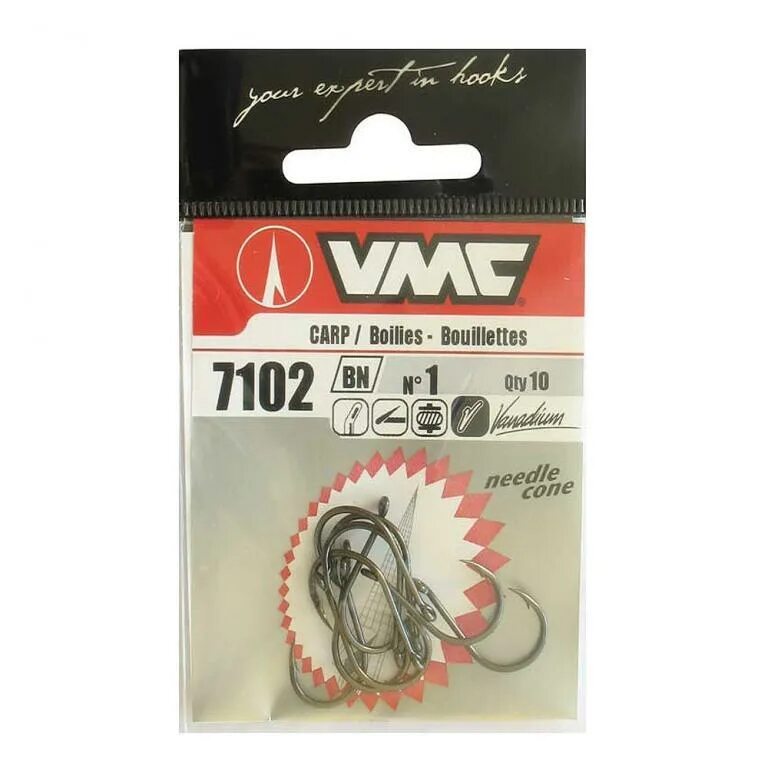 your expert in hooks
VMC®
CARP / Boilies - Bouillettes
7102 BN N° 1 Qty 10
Vanadium
needle
cone